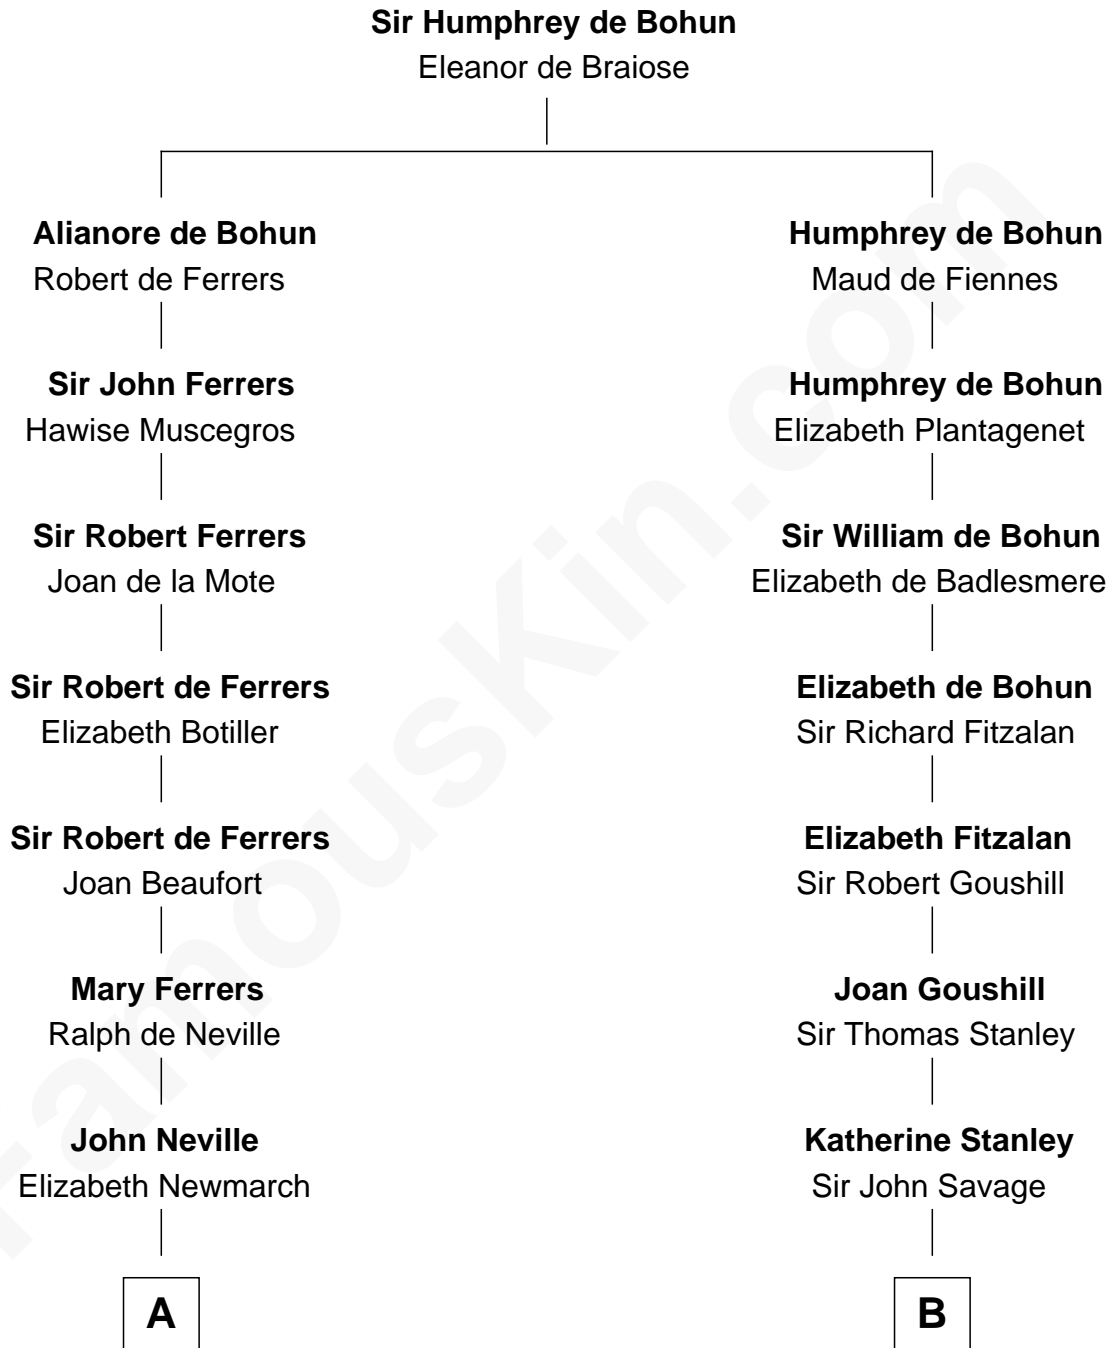 Sir Humphrey de Bohun
Eleanor de Braiose
Alianore de Bohun
Robert de Ferrers
Humphrey de Bohun
Maud de Fiennes
Sir John Ferrers
Hawise Muscegros
Humphrey de Bohun
Elizabeth Plantagenet
Sir Robert Ferrers
Joan de la Mote
Sir William de Bohun
Elizabeth de Badlesmere
Sir Robert de Ferrers
Elizabeth Botiller
Elizabeth de Bohun
Sir Richard Fitzalan
Sir Robert de Ferrers
Joan Beaufort
Elizabeth Fitzalan
Sir Robert Goushill
Mary Ferrers
Ralph de Neville
Joan Goushill
Sir Thomas Stanley
John Neville
Elizabeth Newmarch
Katherine Stanley
Sir John Savage
A
B
FamousKin.com